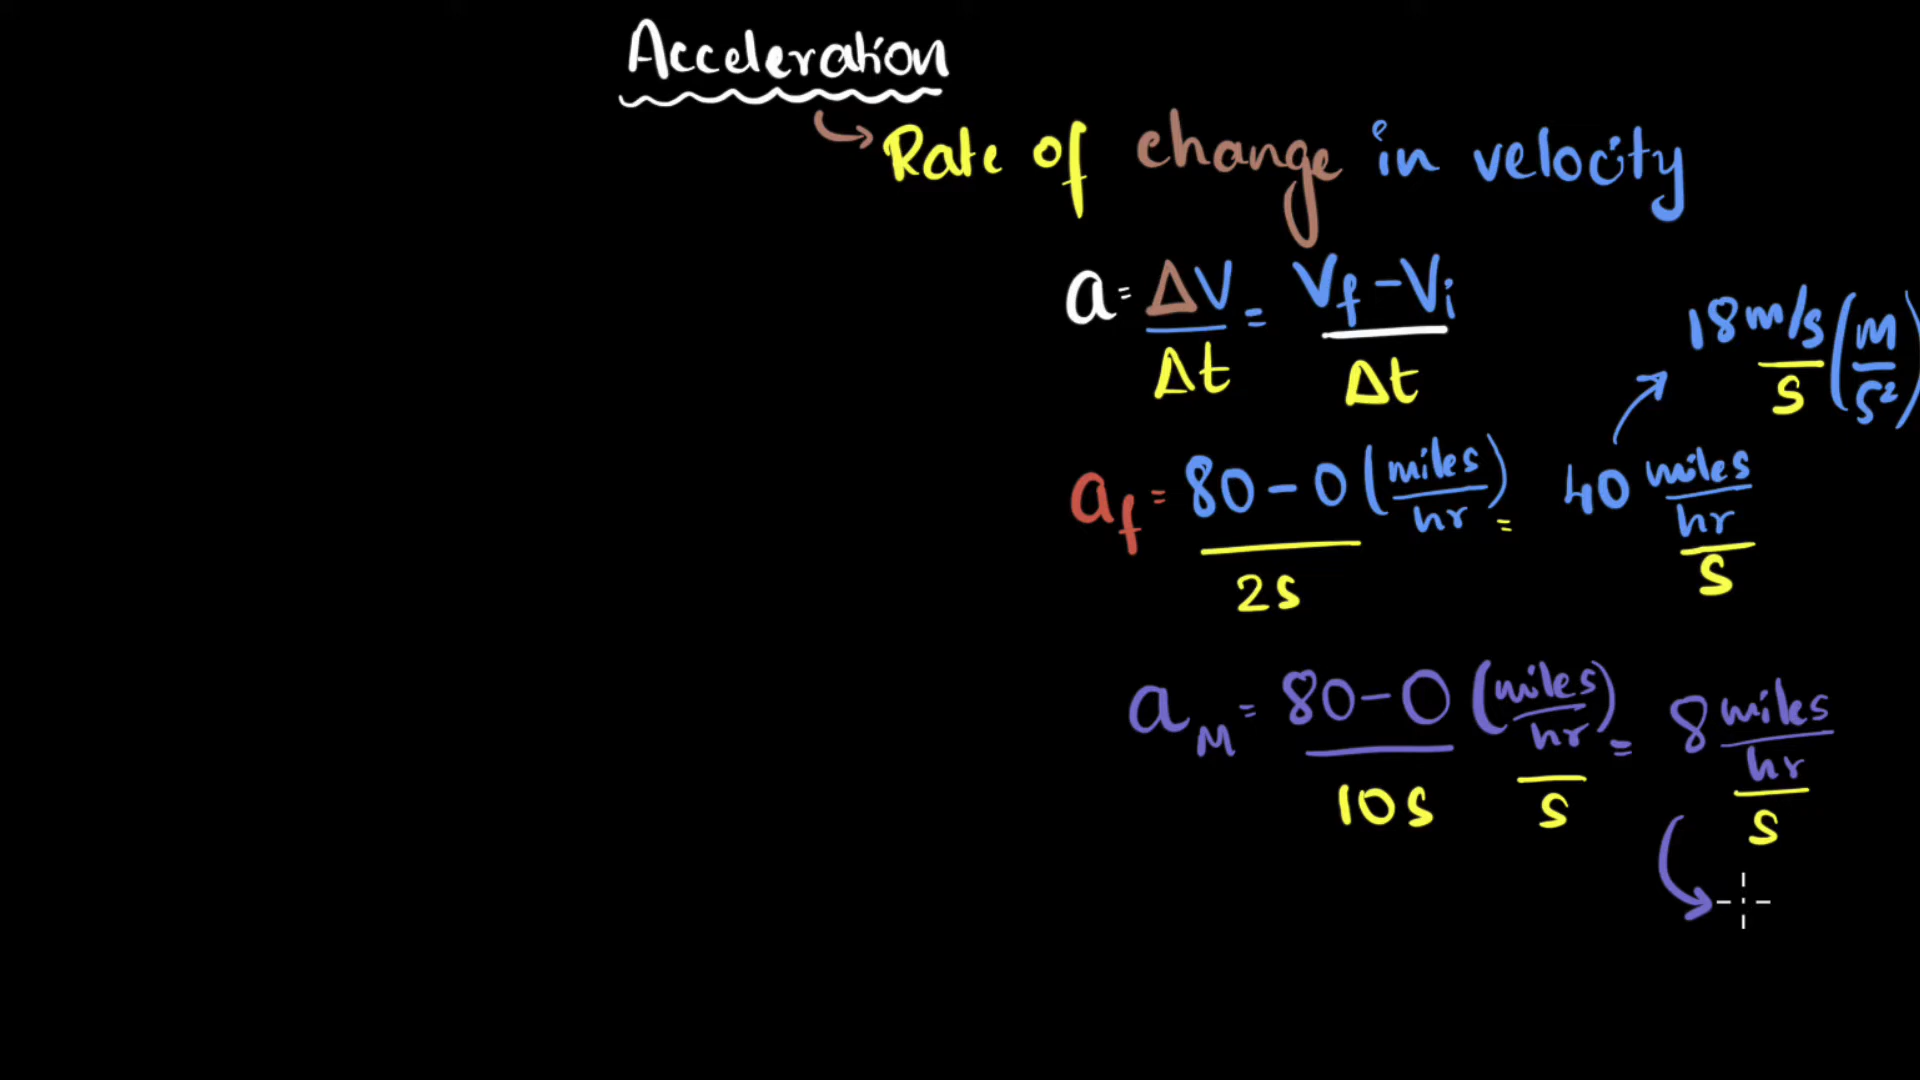 Acceleration
Rate of change in velocity
a = ΔV/Δt = Vf - Vi/Δt
18 m/s/s (m/s²)
af = 80 - 0/2s (miles/hr) = 40 miles/hr/s
aM = 80 - 0/10s (miles/hr)/s = 8 miles/hr/s